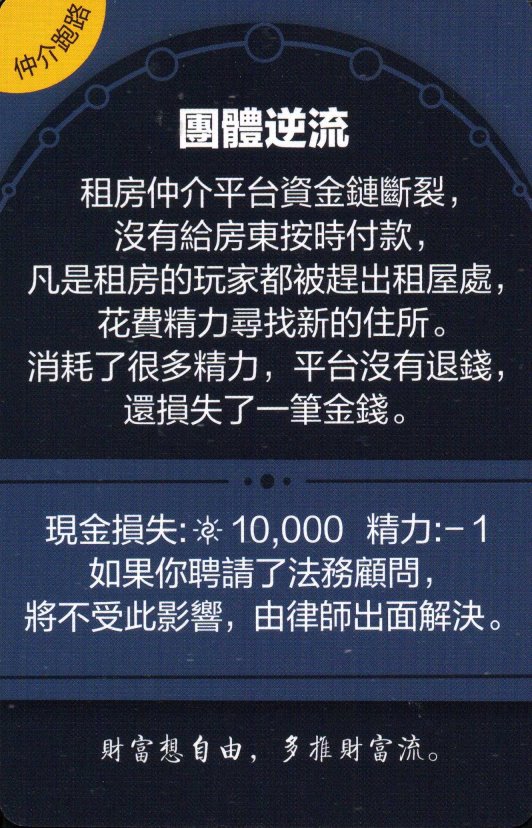 仲介跑路
團體逆流
租房仲介平台資金鏈斷裂，
沒有給房東按時付款，
凡是租房的玩家都被趕出租屋處，
花費精力尋找新的住所。
消耗了很多精力，平台沒有退錢，
還損失了一筆金錢。
現金損失: 10,000 精力:-1
如果你聘請了法務顧問，
將不受此影響，由律師出面解決。
財富想自由，多推財富流。